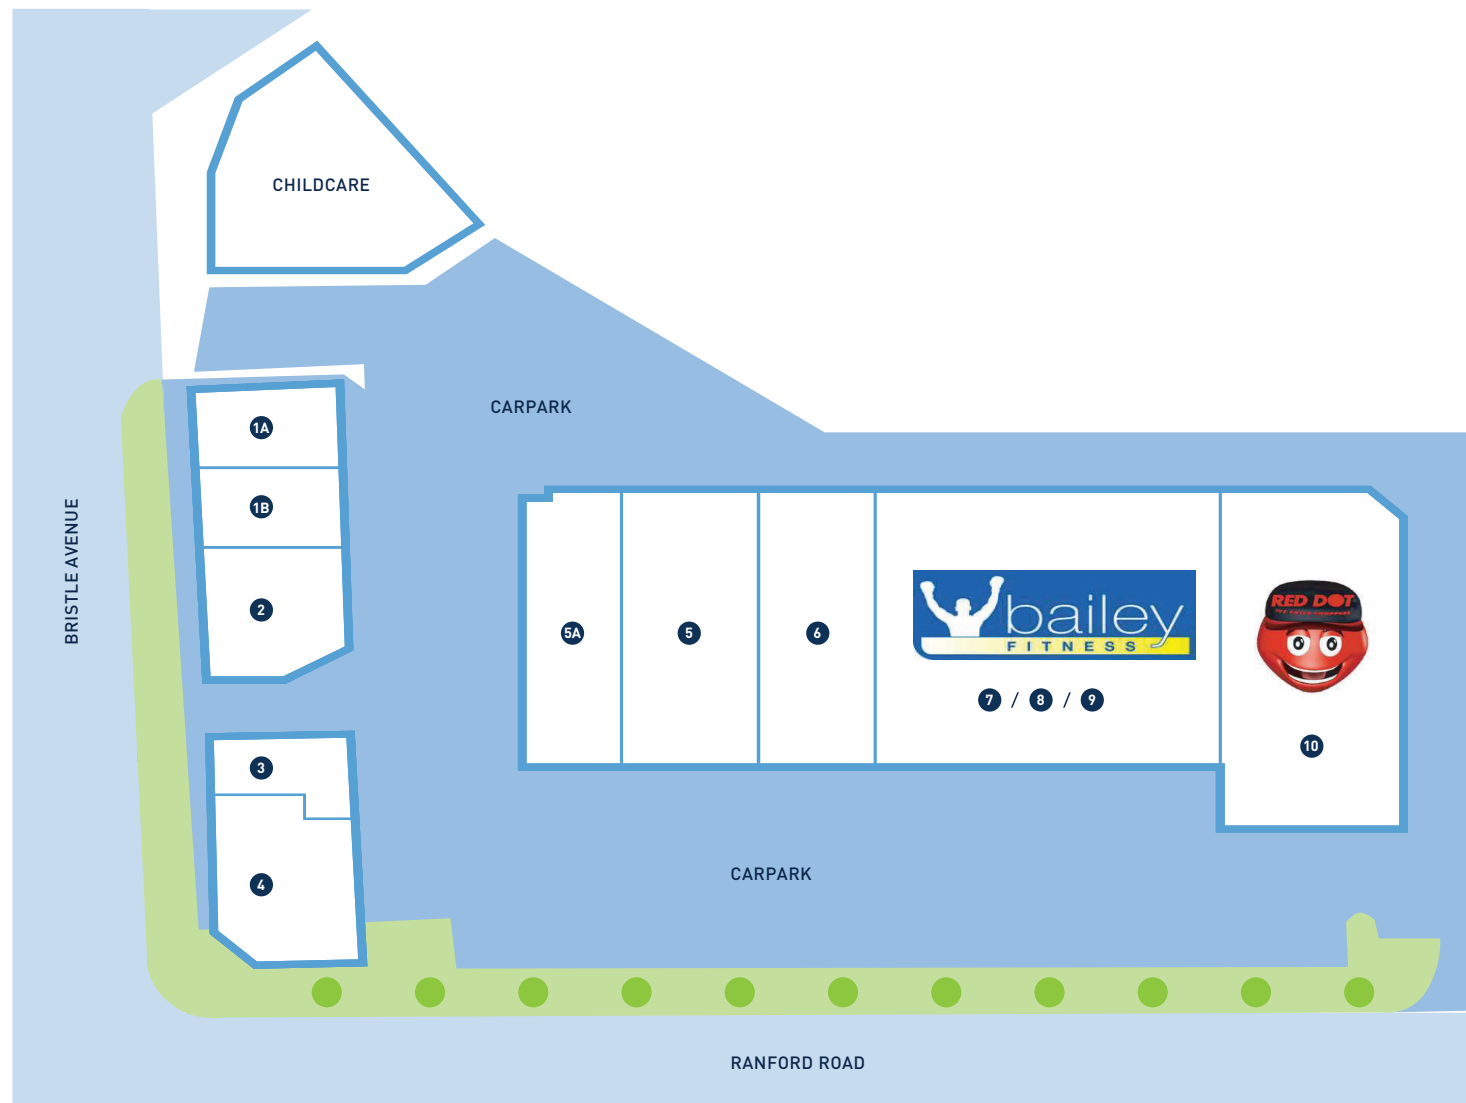 CHILDCARE
CARPARK
1A
1B
2
3
4
BRISTLE AVENUE
5A
5
6
bailey
FITNESS
7 / 8 / 9
RED DOT
10
CARPARK
RANFORD ROAD